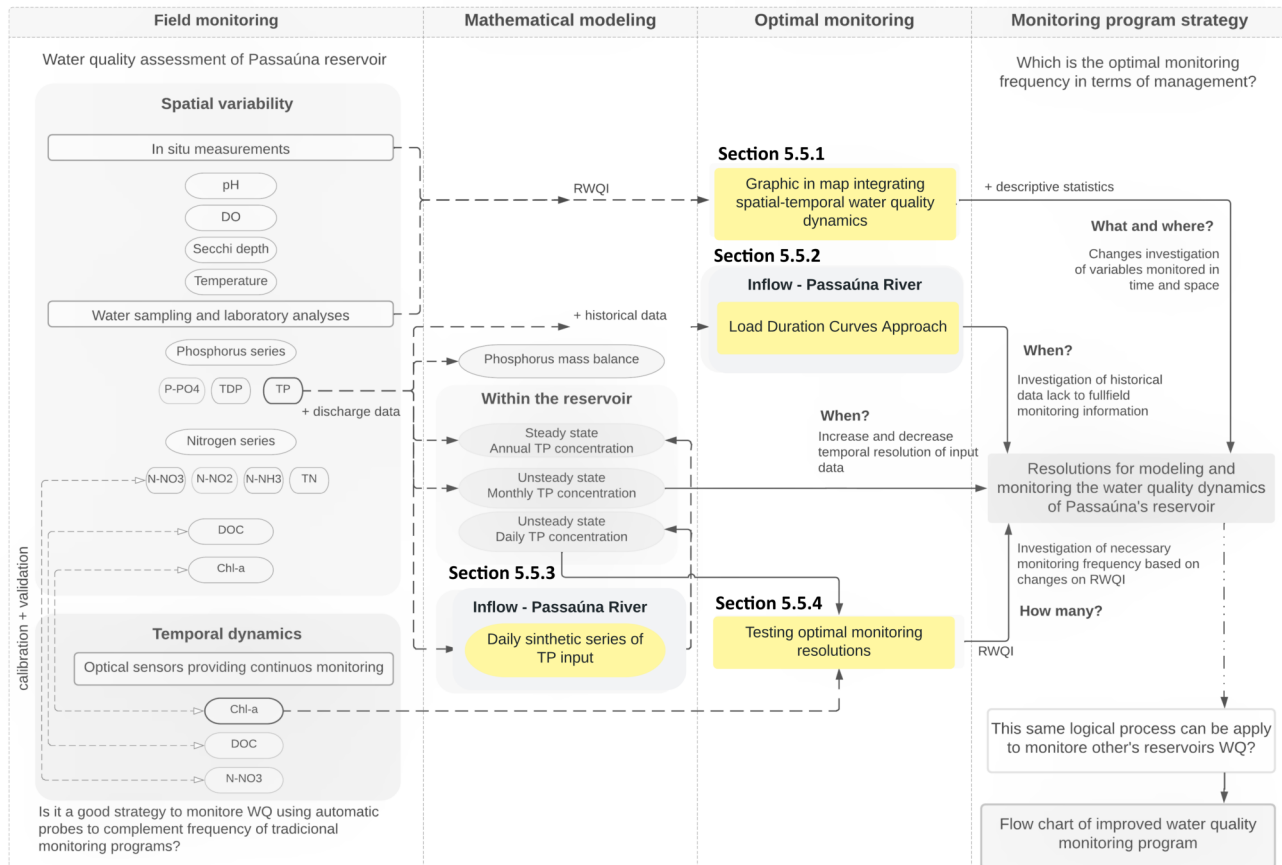 Field monitoring
Mathematical modeling
Optimal monitoring
Monitoring program strategy
Water quality assessment of Passaúna reservoir
Spatial variability
In situ measurements
pH
DO
Secchi depth
Temperature
Water sampling and laboratory analyses
Phosphorus series
P-PO4
TDP
TP
+ discharge data
Nitrogen series
N-NO3
N-NO2
N-NH3
TN
DOC
Chl-a
calibration + validation
Temporal dynamics
Optical sensors providing continuos monitoring
Chl-a
DOC
N-NO3
Is it a good strategy to monitore WQ using automatic
probes to complement frequency of tradicional
monitoring programs?
RWQI
+ historical data
Phosphorus mass balance
Within the reservoir
Steady state
Annual TP concentration
Unsteady state
Monthly TP concentration
Unsteady state
Daily TP concentration
Section 5.5.3
Inflow - Passaúna River
Daily sinthetic series of
TP input
Section 5.5.1
Graphic in map integrating
spatial-temporal water quality
dynamics
Section 5.5.2
Inflow - Passaúna River
Load Duration Curves Approach
When?
Increase and decrease
temporal resolution of input
data
Section 5.5.4
Testing optimal monitoring
resolutions
RWQI
Which is the optimal monitoring
frequency in terms of management?
+ descriptive statistics
What and where?
Changes investigation
of variables monitored in
time and space
When?
Investigation of historical
data lack to fullfield
monitoring information
Resolutions for modeling and
monitoring the water quality dynamics
of Passaúna's reservoir
Investigation of necessary
monitoring frequency based on
changes on RWQI
How many?
This same logical process can be apply
to monitore other's reservoirs WQ?
Flow chart of improved water quality
monitoring program